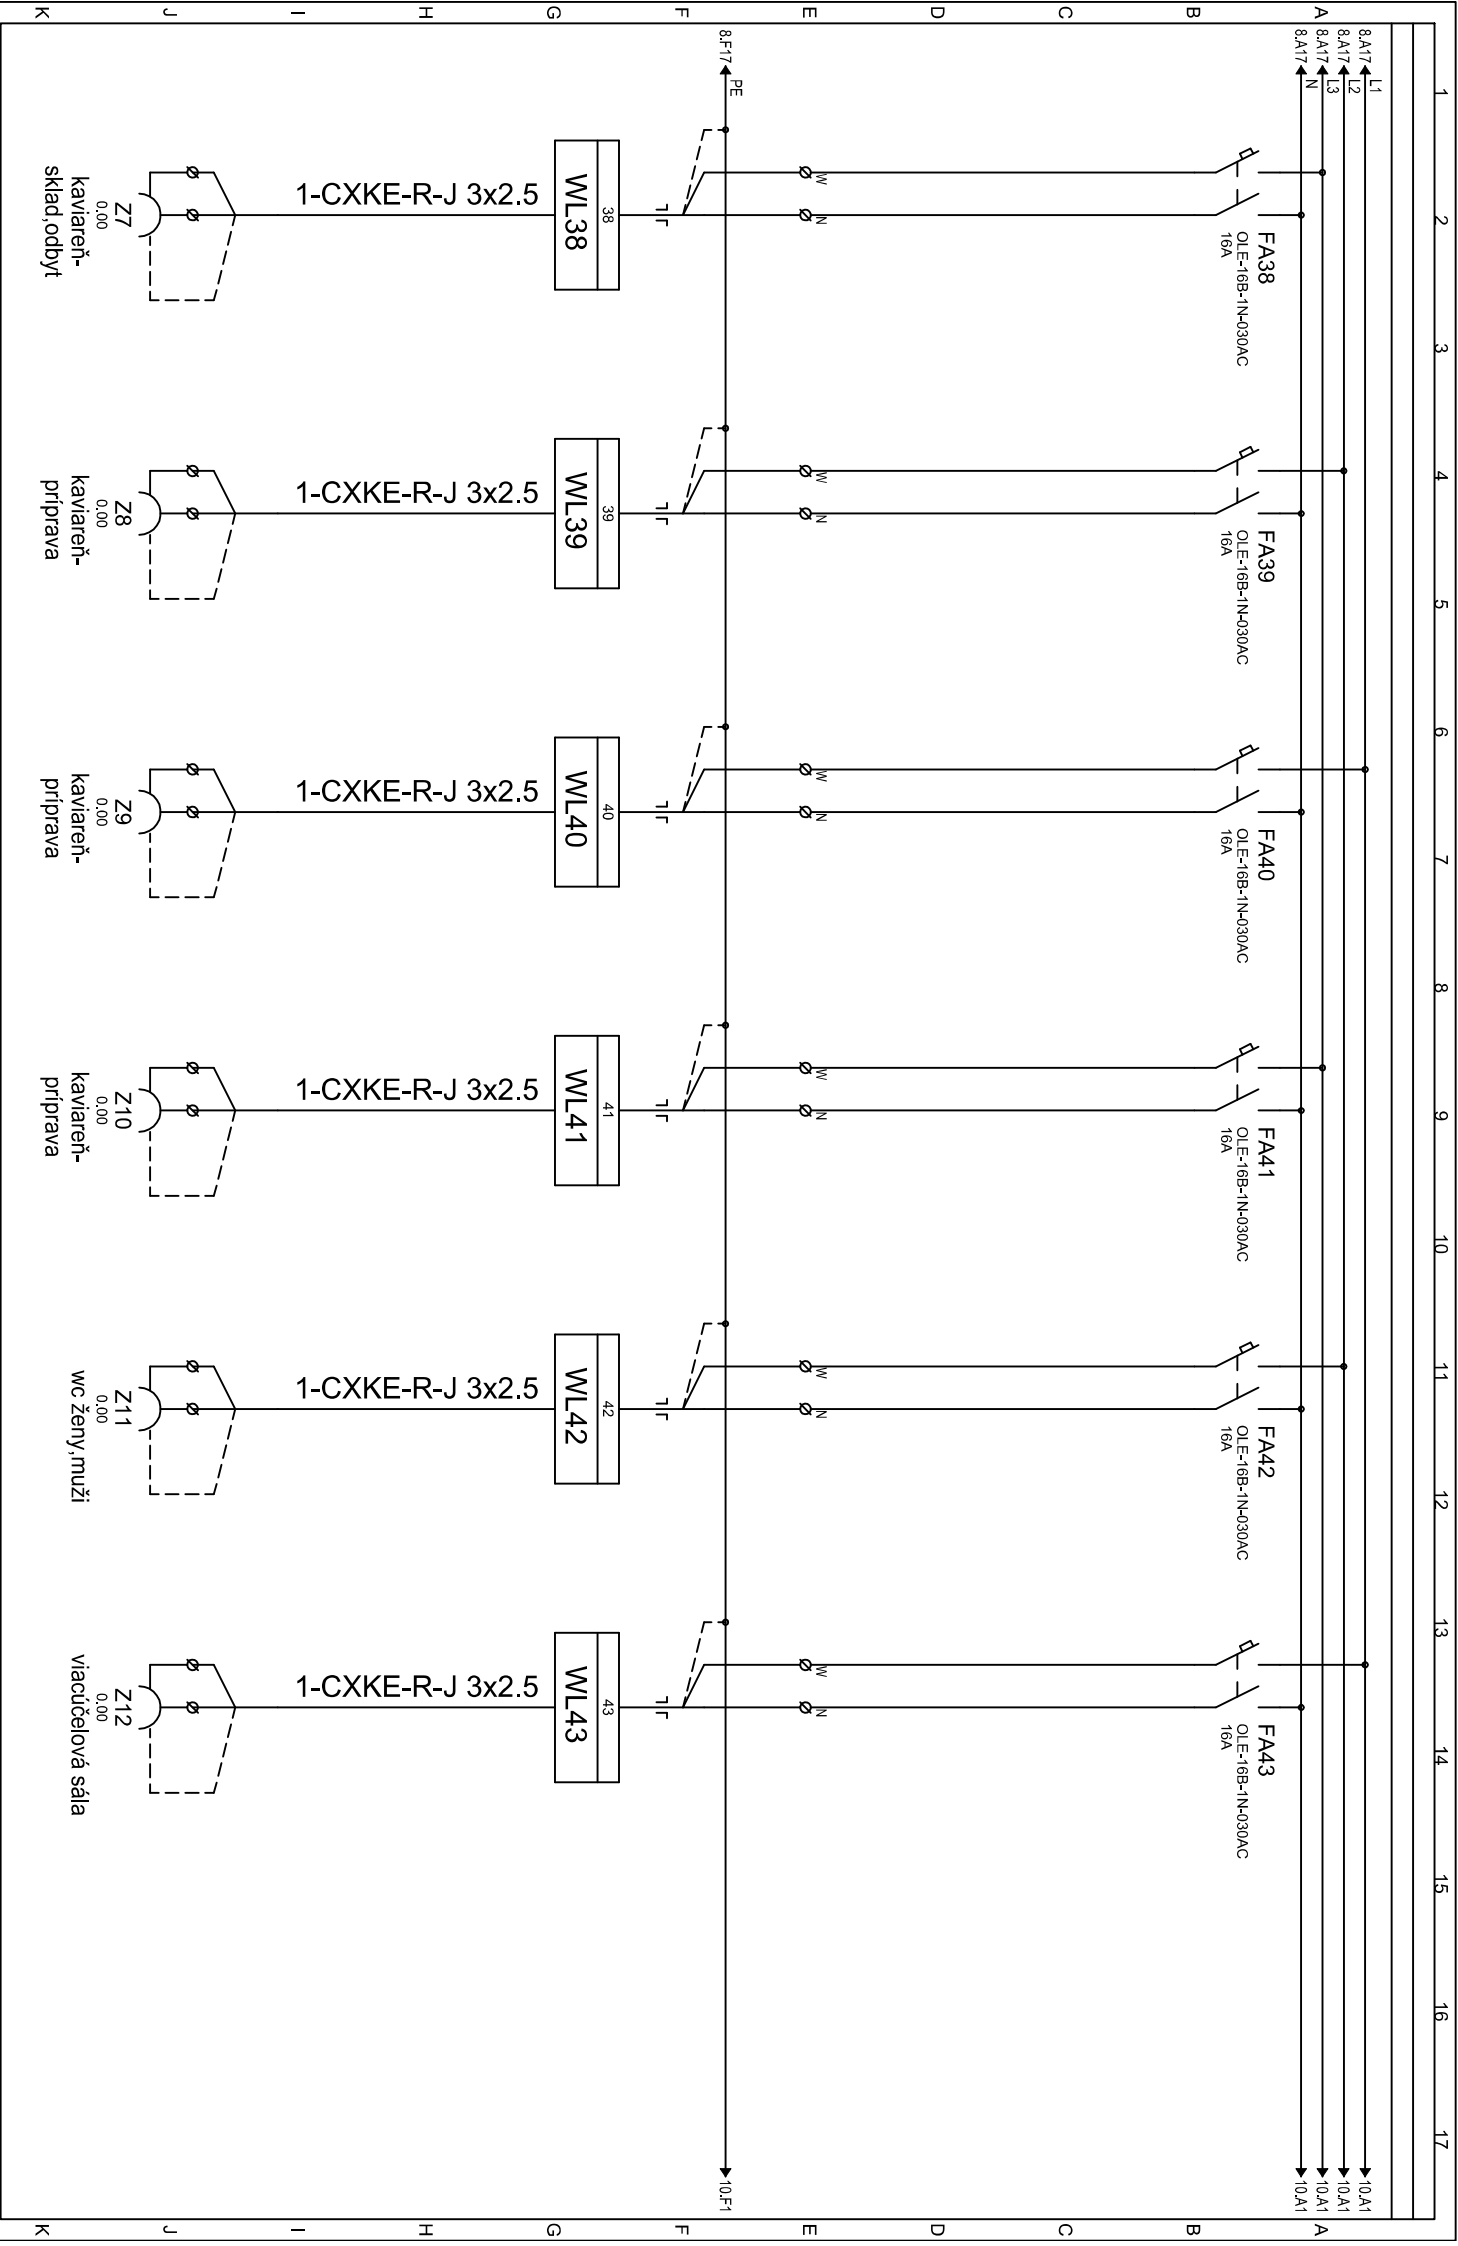 1 2 3 4 5 6 7 8 9 10 11 12 13 14 15 16 17
A A
B B
C C
D D
E E
F F
G G
H H
I I
J J
K K
8.A17 L1 10.A1
8.A17 L2 10.A1
8.A17 L3 10.A1
8.A17 N 10.A1
FA38
OLE-16B-1N-030AC
16A
FA39
OLE-16B-1N-030AC
16A
FA40
OLE-16B-1N-030AC
16A
FA41
OLE-16B-1N-030AC
16A
FA42
OLE-16B-1N-030AC
16A
FA43
OLE-16B-1N-030AC
16A
W N W N W N W N W N W N
8.F17 PE 10.F1
38
WL38
39
WL39
40
WL40
41
WL41
42
WL42
43
WL43
1-CXKE-R-J 3x2.5
1-CXKE-R-J 3x2.5
1-CXKE-R-J 3x2.5
1-CXKE-R-J 3x2.5
1-CXKE-R-J 3x2.5
1-CXKE-R-J 3x2.5
Z7
0.00
kaviareň-
sklad,odbyt
Z8
0.00
kaviareň-
príprava
Z9
0.00
kaviareň-
príprava
Z10
0.00
kaviareň-
príprava
Z11
0.00
wc ženy,muži
Z12
0.00
viacúčelová sála